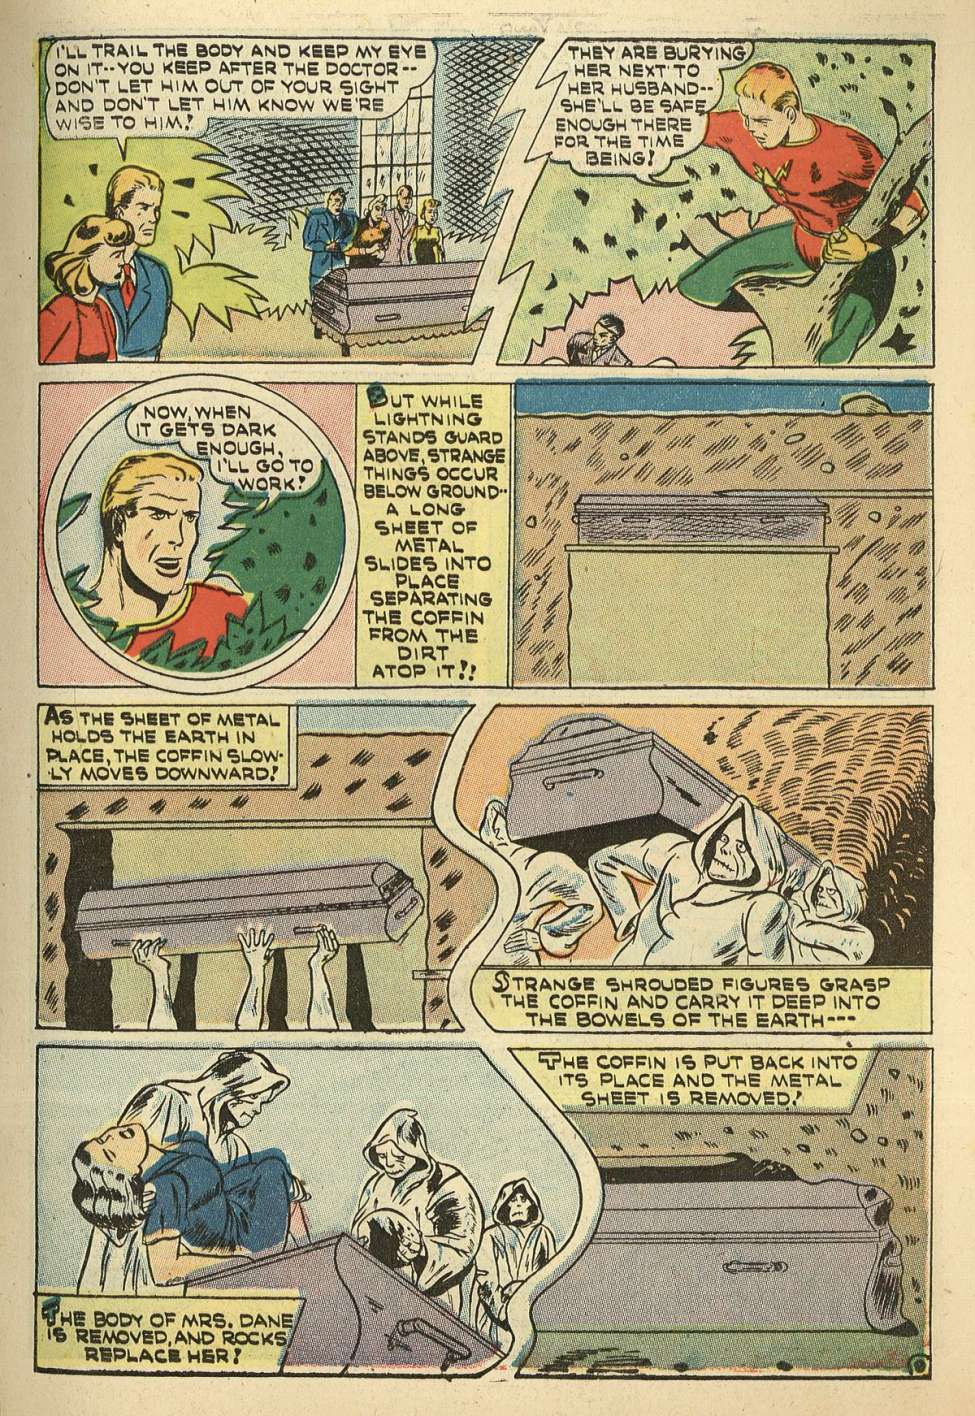 I'LL TRAIL THE BODY AND KEEP MY EYE
ON IT--YOU KEEP AFTER THE DOCTOR--
DON'T LET HIM OUT OF YOUR SIGHT
AND DON'T LET HIM KNOW WE'RE
WISE TO HIM!
THEY ARE BURYING
HER NEXT TO
HER HUSBAND--
SHE'LL BE SAFE
ENOUGH THERE
FOR THE TIME
BEING!
NOW, WHEN
IT GETS DARK
ENOUGH,
I'LL GO TO
WORK!
BUT WHILE
LIGHTNING
STANDS GUARD
ABOVE, STRANGE
THINGS OCCUR
BELOW GROUND--
A LONG
SHEET OF
METAL
SLIDES INTO
PLACE
SEPARATING
THE COFFIN
FROM THE
DIRT
ATOP IT!!
AS THE SHEET OF METAL
HOLDS THE EARTH IN
PLACE, THE COFFIN SLOW-
-LY MOVES DOWNWARD!
STRANGE SHROUDED FIGURES GRASP
THE COFFIN AND CARRY IT DEEP INTO
THE BOWELS OF THE EARTH---
THE BODY OF MRS. DANE
IS REMOVED, AND ROCKS
REPLACE HER!
THE COFFIN IS PUT BACK INTO
ITS PLACE AND THE METAL
SHEET IS REMOVED!